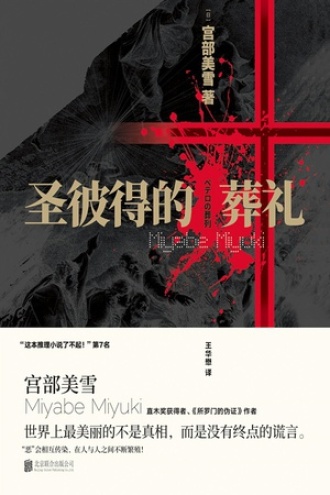 [日]
宫部美雪 著
圣彼得的葬礼
ペテロの葬列
Miyabe Miyuki
“这本推理小说了不起！”第7名
王华懋 译
宫部美雪
Miyabe Miyuki
直木奖获得者、《所罗门的伪证》作者
世界上最美丽的不是真相，而是没有终点的谎言。
“恶”会相互传染，在人与人之间不断繁殖！
北京联合出版公司